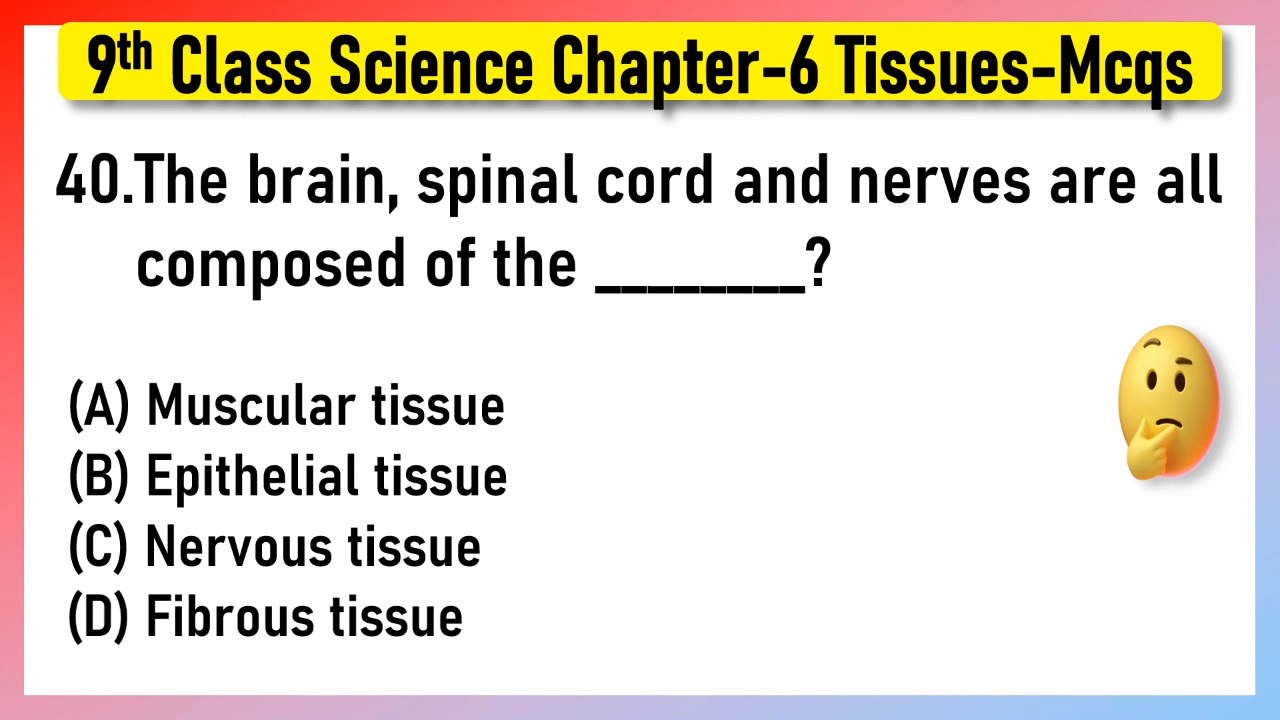 9th Class Science Chapter-6 Tissues-Mcqs
40.The brain, spinal cord and nerves are all
composed of the ________?
(A) Muscular tissue
(B) Epithelial tissue
(C) Nervous tissue
(D) Fibrous tissue